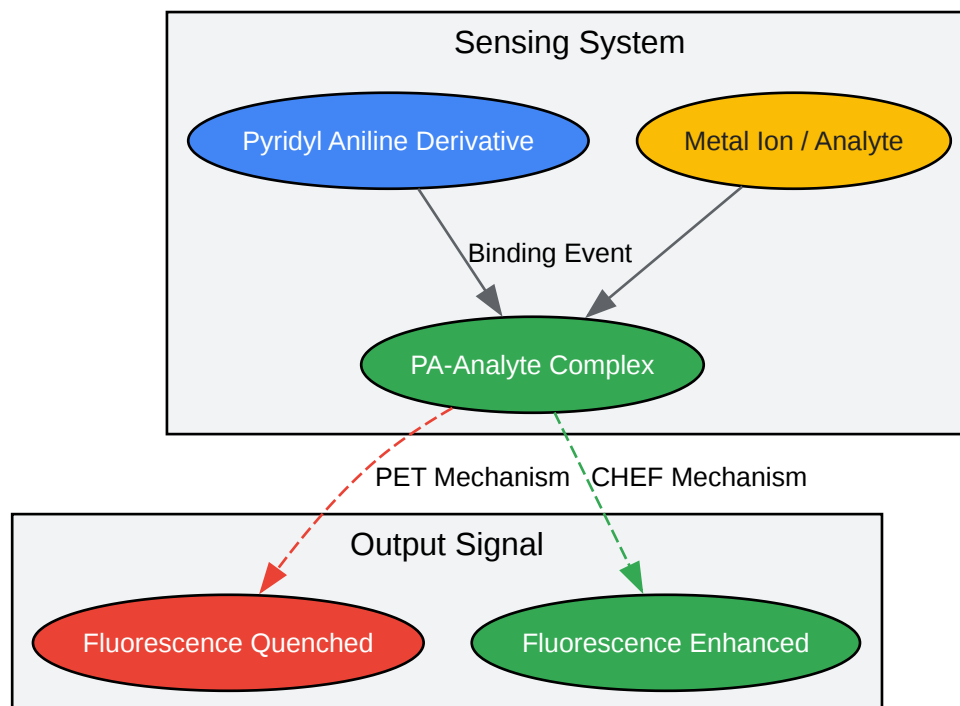 Sensing System
Pyridyl Aniline Derivative
Metal Ion / Analyte
Binding Event
PA-Analyte Complex
PET Mechanism
CHEF Mechanism
Output Signal
Fluorescence Quenched
Fluorescence Enhanced